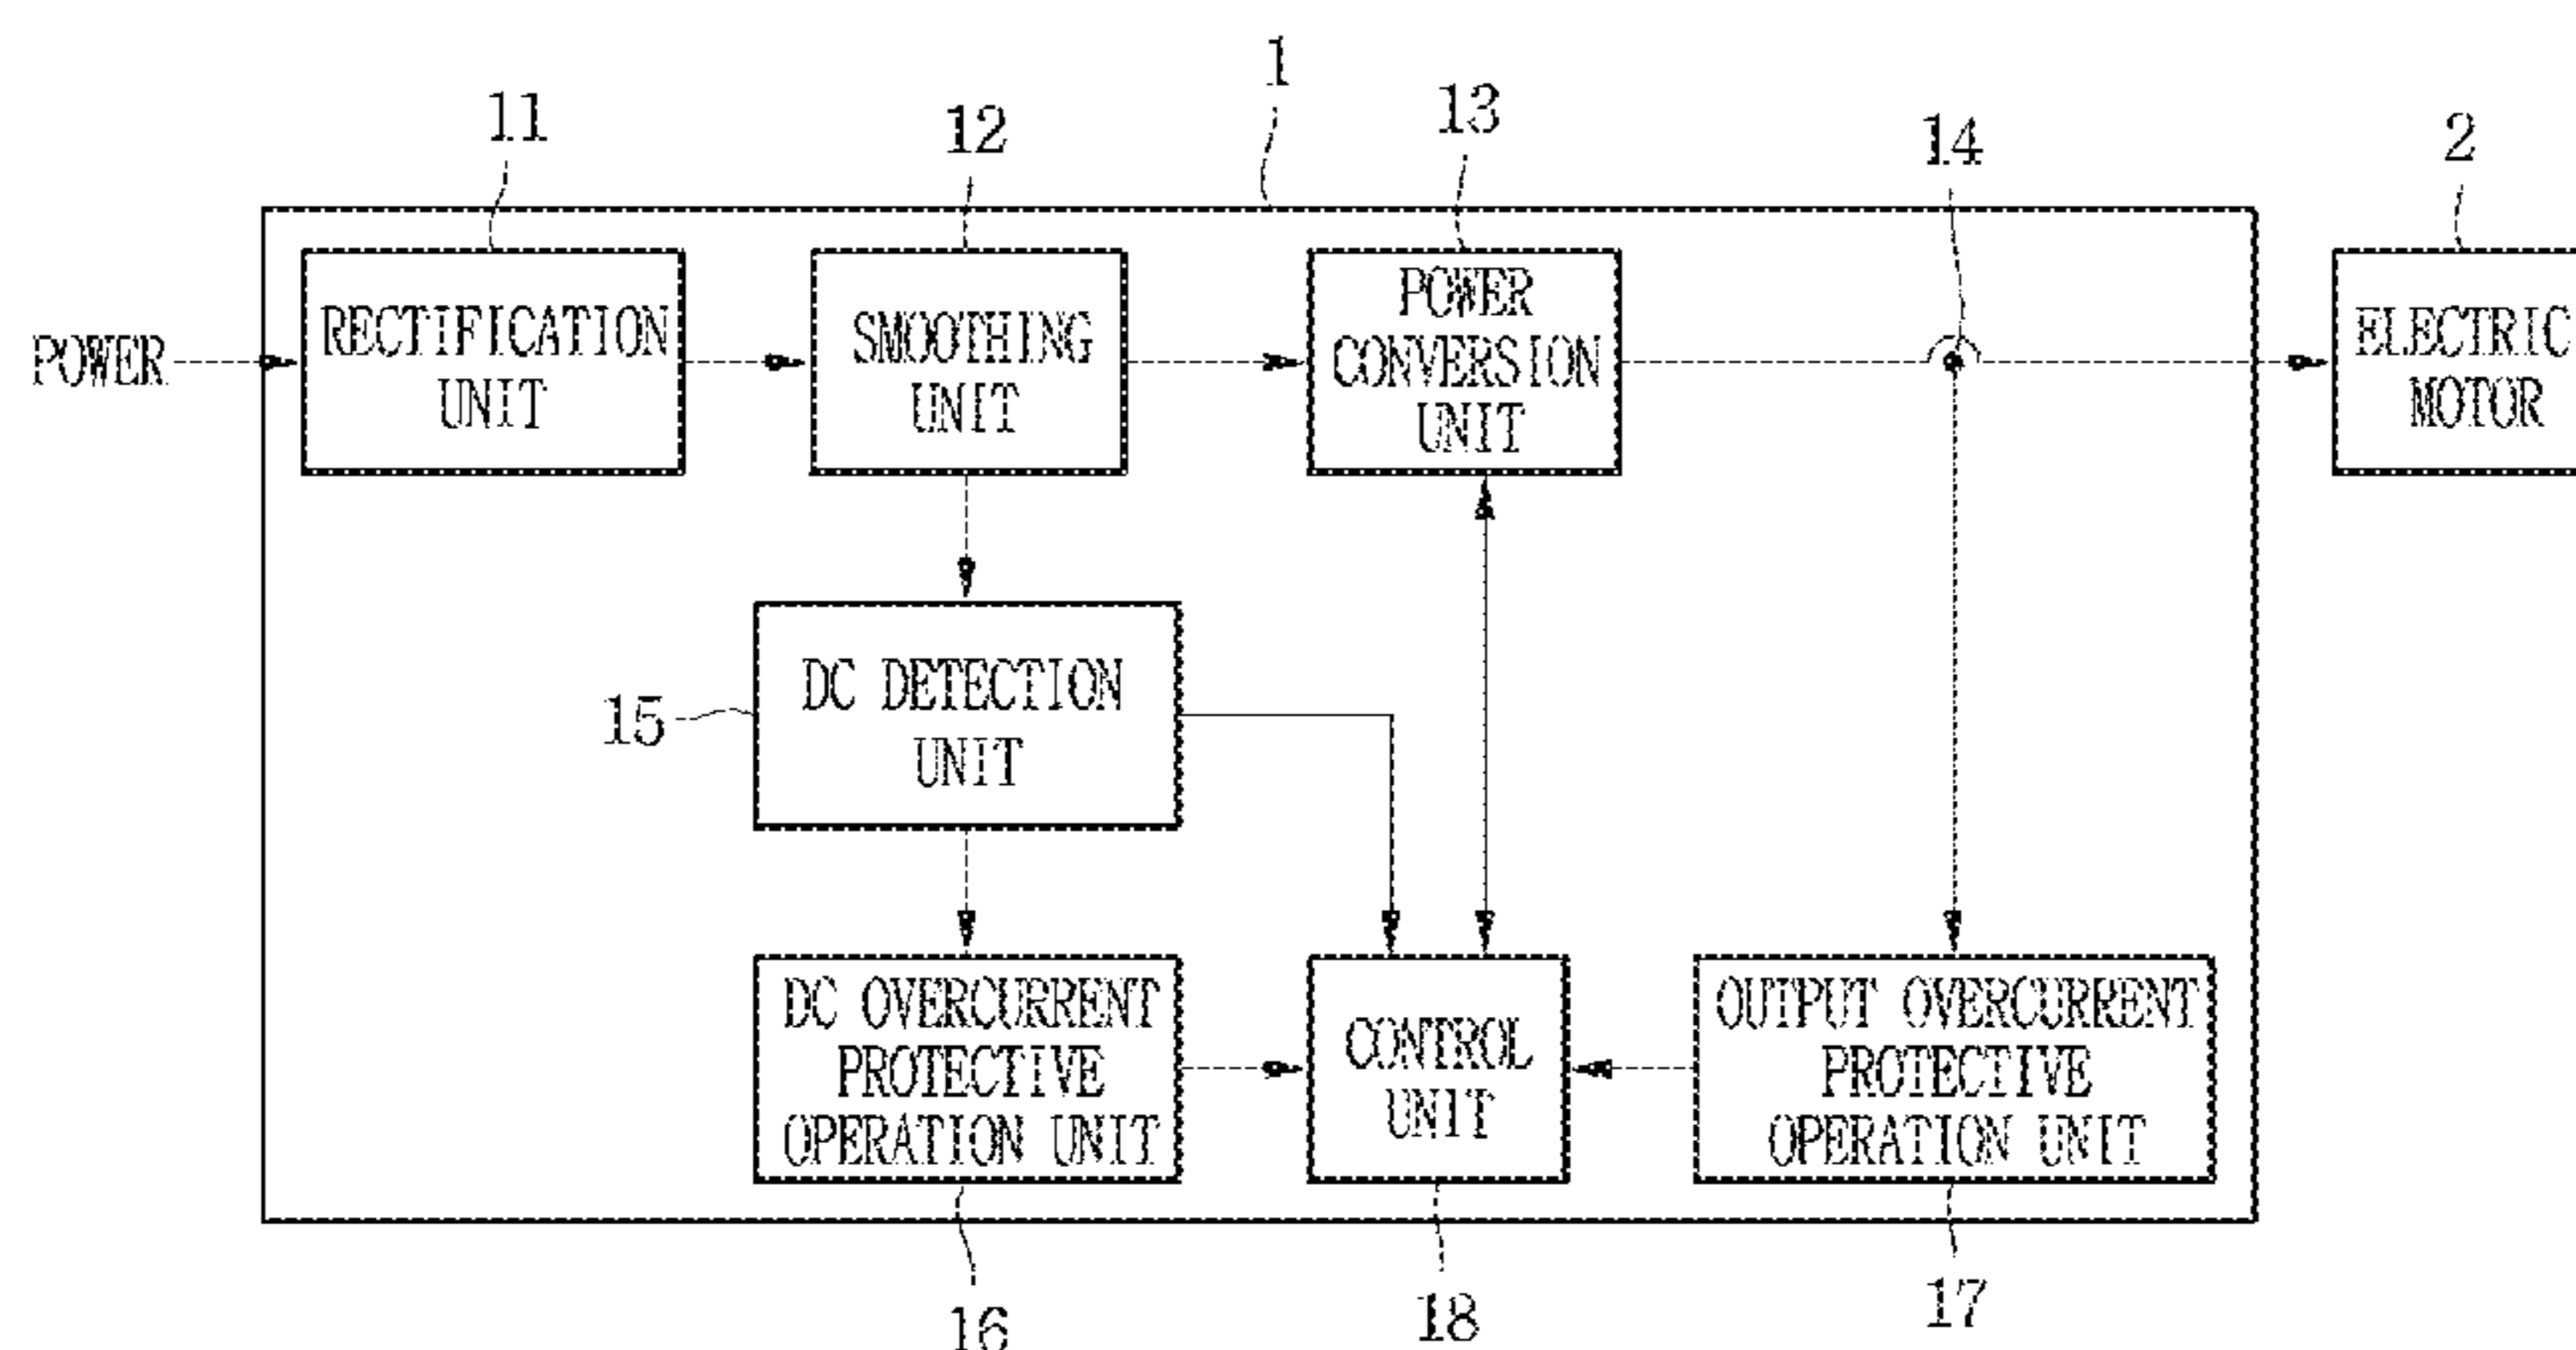 1
11
12
13
14
2
POWER
RECTIFICATION
UNIT
SMOOTHING
UNIT
POWER
CONVERSION
UNIT
ELECTRIC
MOTOR
15
DC DETECTION
UNIT
DC OVERCURRENT
PROTECTIVE
OPERATION UNIT
CONTROL
UNIT
OUTPUT OVERCURRENT
PROTECTIVE
OPERATION UNIT
16
18
17